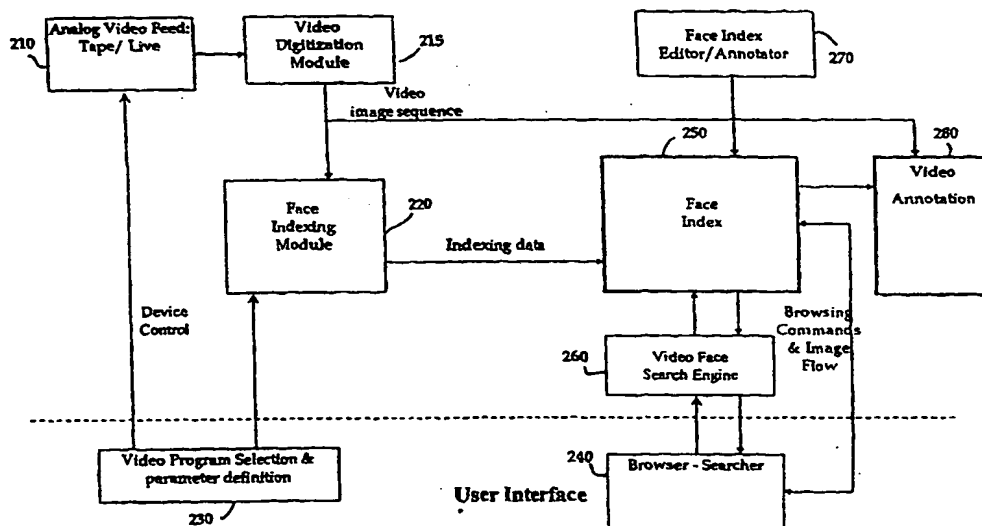 Analog Video Feed:
Tape/ Live
210
Video
Digitization
Module
215
Face Index
Editor/Annotator
270
Video
image sequence
250
280
Face
Indexing
Module
220
Face
Index
Video
Annotation
Indexing data
Device
Control
Browsing
Commands
& Image
Flow
260
Video Face
Search Engine
Video Program Selection &
parameter definition
230
240
Browser - Searcher
User Interface